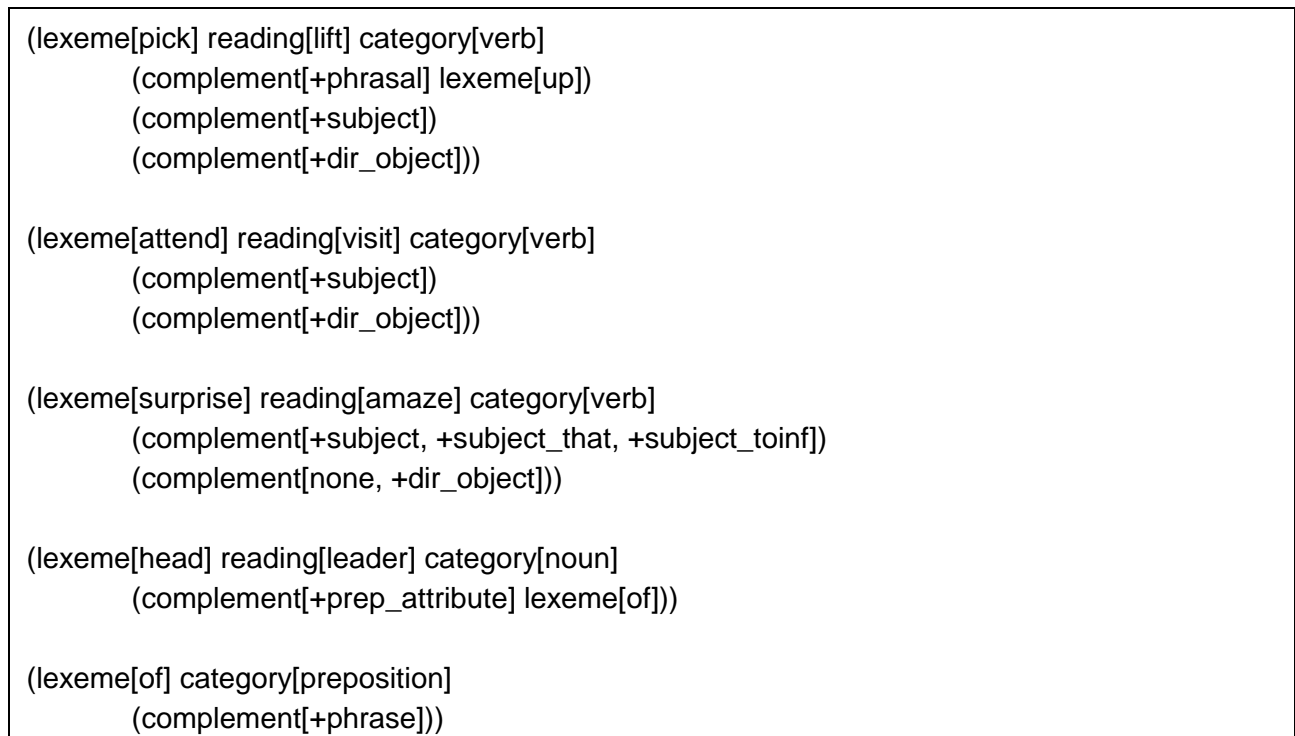 (lexeme[pick] reading[lift] category[verb]
(complement[+phrasal] lexeme[up])
(complement[+subject])
(complement[+dir_object]))
(lexeme[attend] reading[visit] category[verb]
(complement[+subject])
(complement[+dir_object]))
(lexeme[surprise] reading[amaze] category[verb]
(complement[+subject, +subject_that, +subject_toinf])
(complement[none, +dir_object]))
(lexeme[head] reading[leader] category[noun]
(complement[+prep_attribute] lexeme[of]))
(lexeme[of] category[preposition]
(complement[+phrase]))